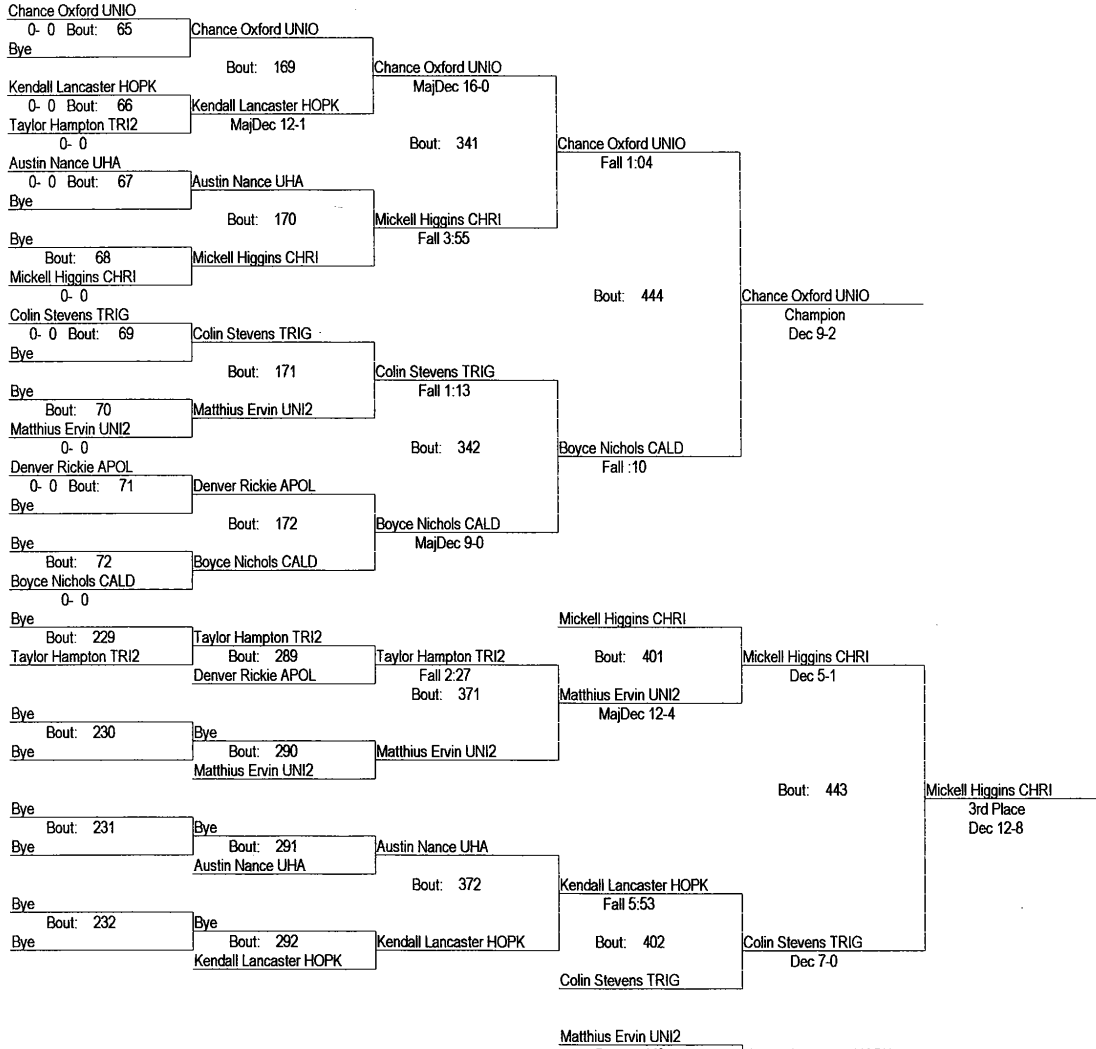 Chance Oxford UNIO
0- 0 Bout: 65
Bye
Chance Oxford UNIO
Bout: 169
Kendall Lancaster HOPK
0- 0 Bout: 66
Taylor Hampton TRI2
0- 0
Kendall Lancaster HOPK
MajDec 12-1
Chance Oxford UNIO
MajDec 16-0
Bout: 341
Austin Nance UHA
0- 0 Bout: 67
Bye
Austin Nance UHA
Bout: 170
Bye
Bout: 68
Mickell Higgins CHRI
0- 0
Mickell Higgins CHRI
Mickell Higgins CHRI
Fall 3:55
Chance Oxford UNIO
Fall 1:04
Bout: 444
Colin Stevens TRIG
0- 0 Bout: 69
Bye
Colin Stevens TRIG
Bout: 171
Bye
Bout: 70
Matthius Ervin UNI2
0- 0
Matthius Ervin UNI2
Colin Stevens TRIG
Fall 1:13
Bout: 342
Denver Rickie APOL
0- 0 Bout: 71
Bye
Denver Rickie APOL
Bout: 172
Bye
Bout: 72
Boyce Nichols CALD
0- 0
Boyce Nichols CALD
Boyce Nichols CALD
MajDec 9-0
Boyce Nichols CALD
Fall :10
Chance Oxford UNIO
Champion
Dec 9-2
Bye
Bout: 229
Taylor Hampton TRI2
Taylor Hampton TRI2
Bout: 289
Denver Rickie APOL
Taylor Hampton TRI2
Fall 2:27
Bout: 371
Bye
Bout: 230
Bye
Bye
Bout: 290
Matthius Ervin UNI2
Matthius Ervin UNI2
Mickell Higgins CHRI
Bout: 401
Matthius Ervin UNI2
MajDec 12-4
Mickell Higgins CHRI
Dec 5-1
Bout: 443
Bye
Bout: 231
Bye
Bye
Bout: 291
Austin Nance UHA
Austin Nance UHA
Bout: 372
Bye
Bout: 232
Bye
Bye
Bout: 292
Kendall Lancaster HOPK
Kendall Lancaster HOPK
Kendall Lancaster HOPK
Fall 5:53
Bout: 402
Colin Stevens TRIG
Colin Stevens TRIG
Dec 7-0
Mickell Higgins CHRI
3rd Place
Dec 12-8
Matthius Ervin UNI2